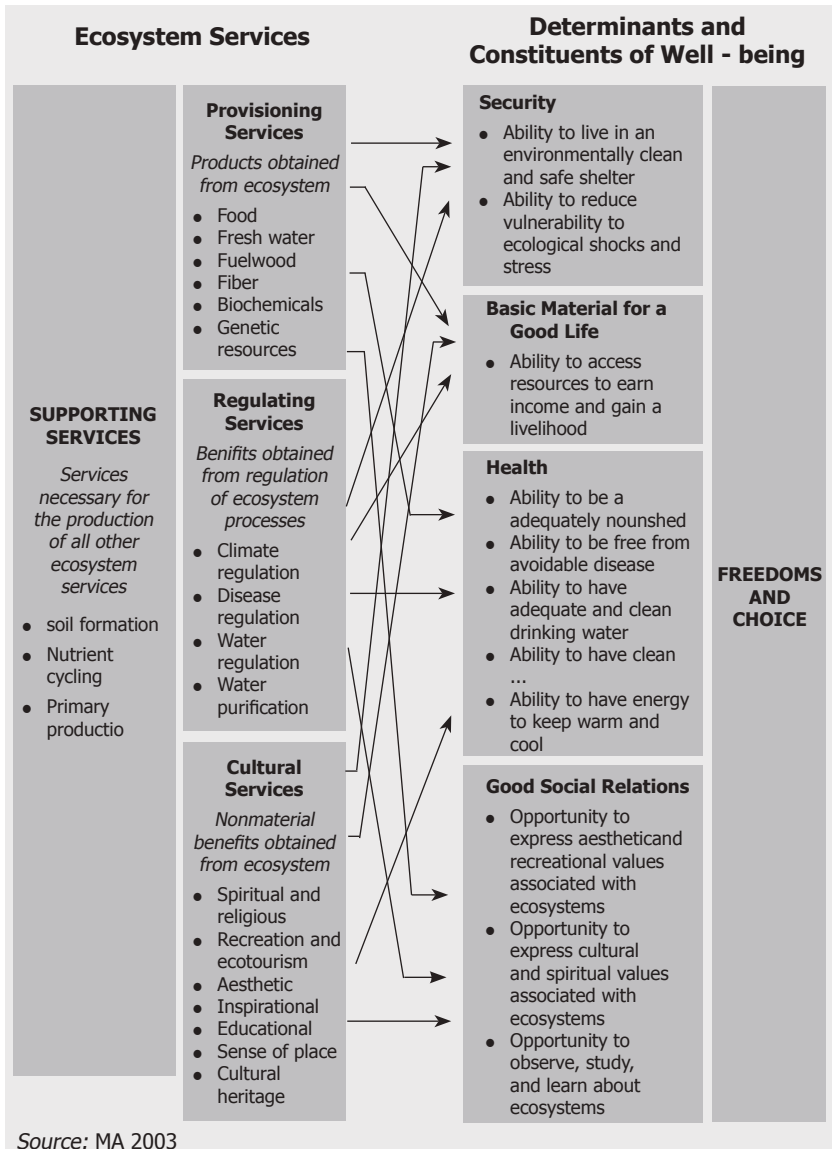 Ecosystem Services
Determinants and
Constituents of Well - being
SUPPORTING
SERVICES
Services
necessary for
the production
of all other
ecosystem
services
● soil formation
● Nutrient
cycling
● Primary
productio
Provisioning
Services
Products obtained
from ecosystem
● Food
● Fresh water
● Fuelwood
● Fiber
● Biochemicals
● Genetic
resources
Regulating
Services
Benifits obtained
from regulation
of ecosystem
processes
● Climate
regulation
● Disease
regulation
● Water
regulation
● Water
purification
Cultural
Services
Nonmaterial
benefits obtained
from ecosystem
● Spiritual and
religious
● Recreation and
ecotourism
● Aesthetic
● Inspirational
● Educational
● Sense of place
● Cultural
heritage
Security
● Ability to live in an
environmentally clean
and safe shelter
● Ability to reduce
vulnerability to
ecological shocks and
stress
Basic Material for a
Good Life
● Ability to access
resources to earn
income and gain a
livelihood
Health
● Ability to be a
adequately nounshed
● Ability to be free from
avoidable disease
● Ability to have
adequate and clean
drinking water
● Ability to have clean
...
● Ability to have energy
to keep warm and
cool
Good Social Relations
● Opportunity to
express aestheticand
recreational values
associated with
ecosystems
● Opportunity to
express cultural
and spiritual values
associated with
ecosystems
● Opportunity to
observe, study,
and learn about
ecosystems
FREEDOMS
AND
CHOICE
Source: MA 2003